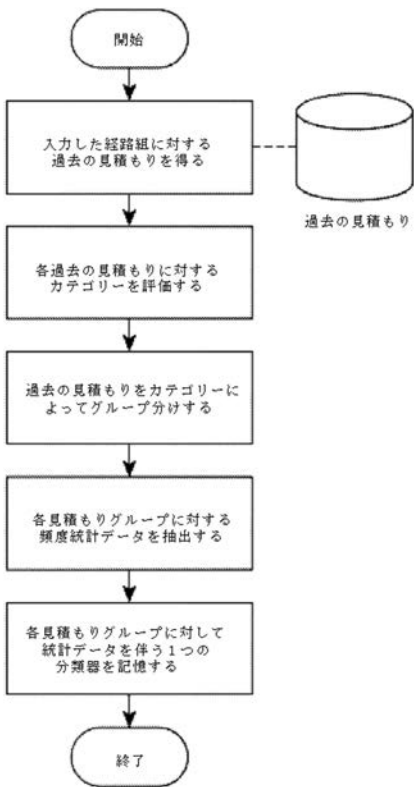 開始
入力した経路組に対する
過去の見積もりを得る
過去の見積もり
各過去の見積もりに対する
カテゴリーを評価する
過去の見積もりをカテゴリーに
よってグループ分けする
各見積もりグループに対する
頻度統計データを抽出する
各見積もりグループに対して
統計データを伴う1つの
分類器を記憶する
終了